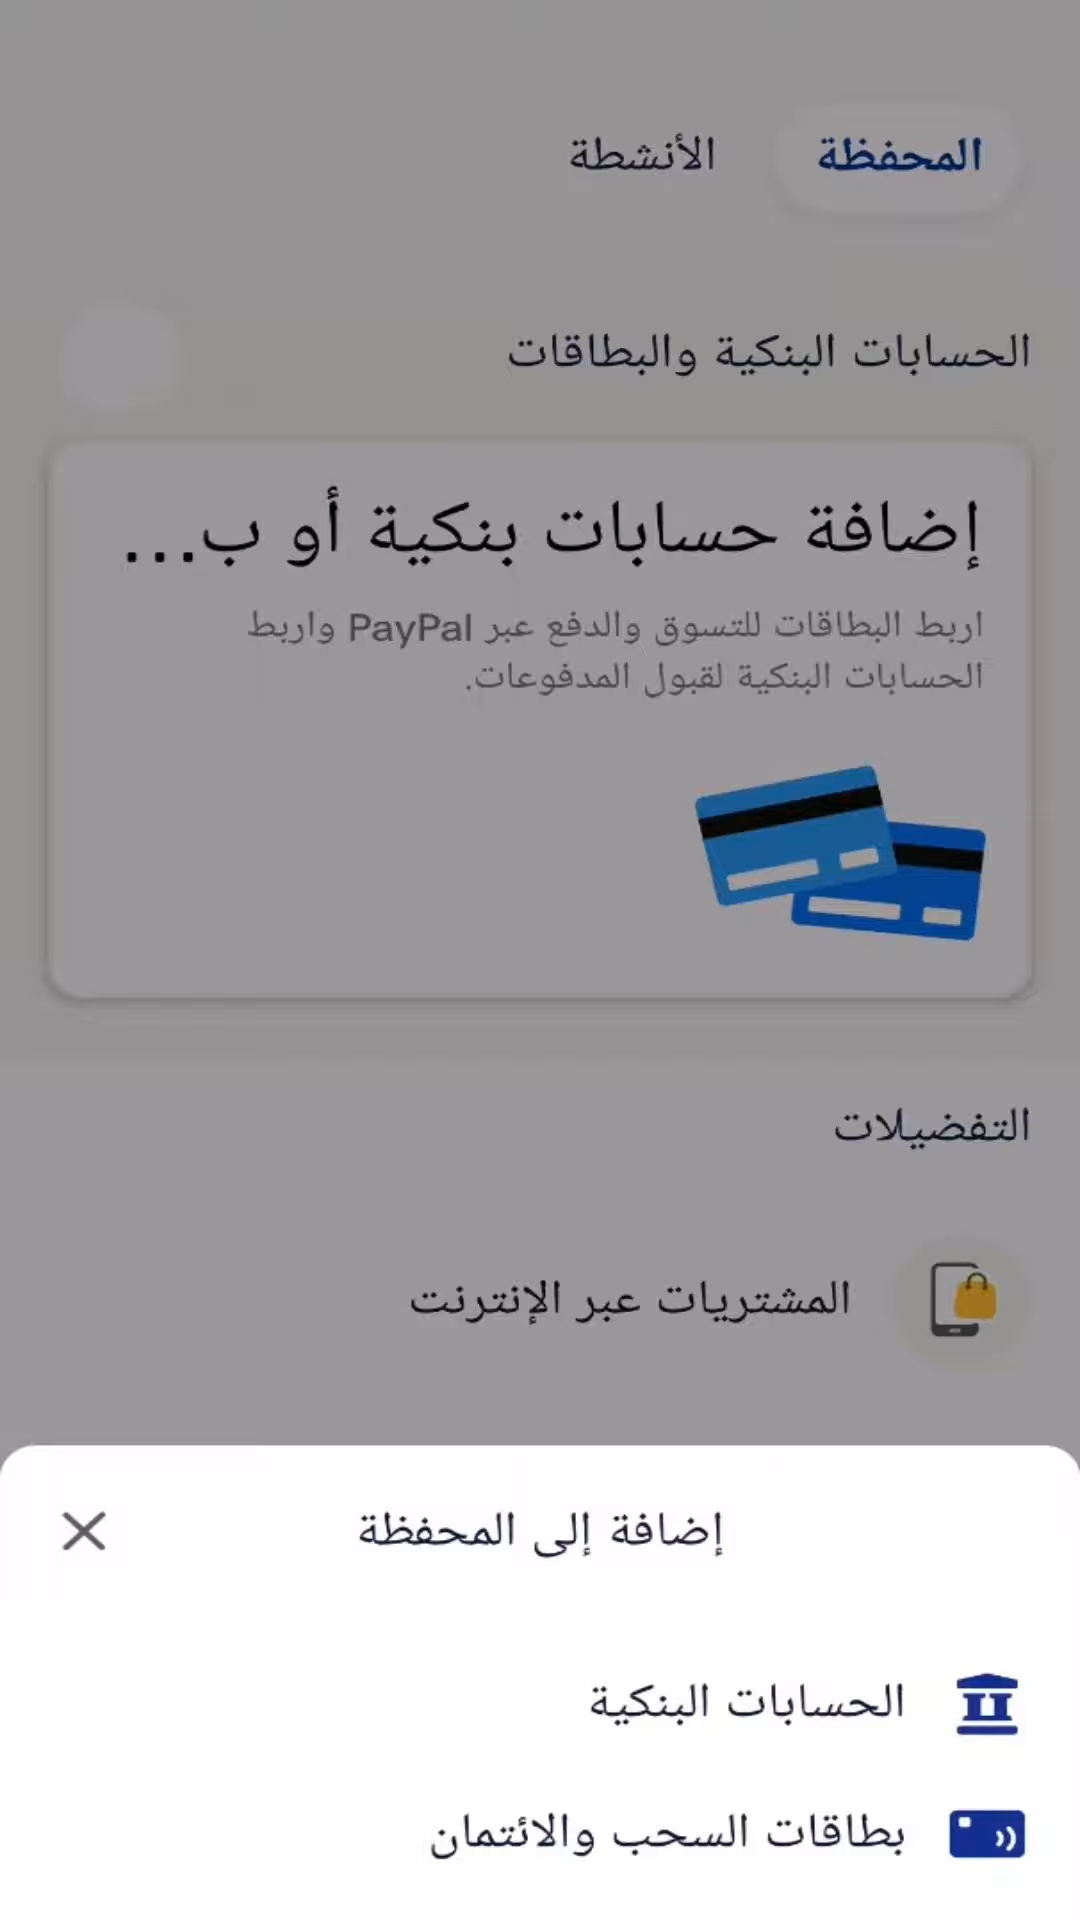 المحفظة
الأنشطة
الحسابات البنكية والبطاقات
إضافة حسابات بنكية أو ب...
اربط البطاقات للتسوق والدفع عبر PayPal واربط
الحسابات البنكية لقبول المدفوعات.
التفضيلات
المشتريات عبر الإنترنت
إضافة إلى المحفظة
الحسابات البنكية
بطاقات السحب والائتمان